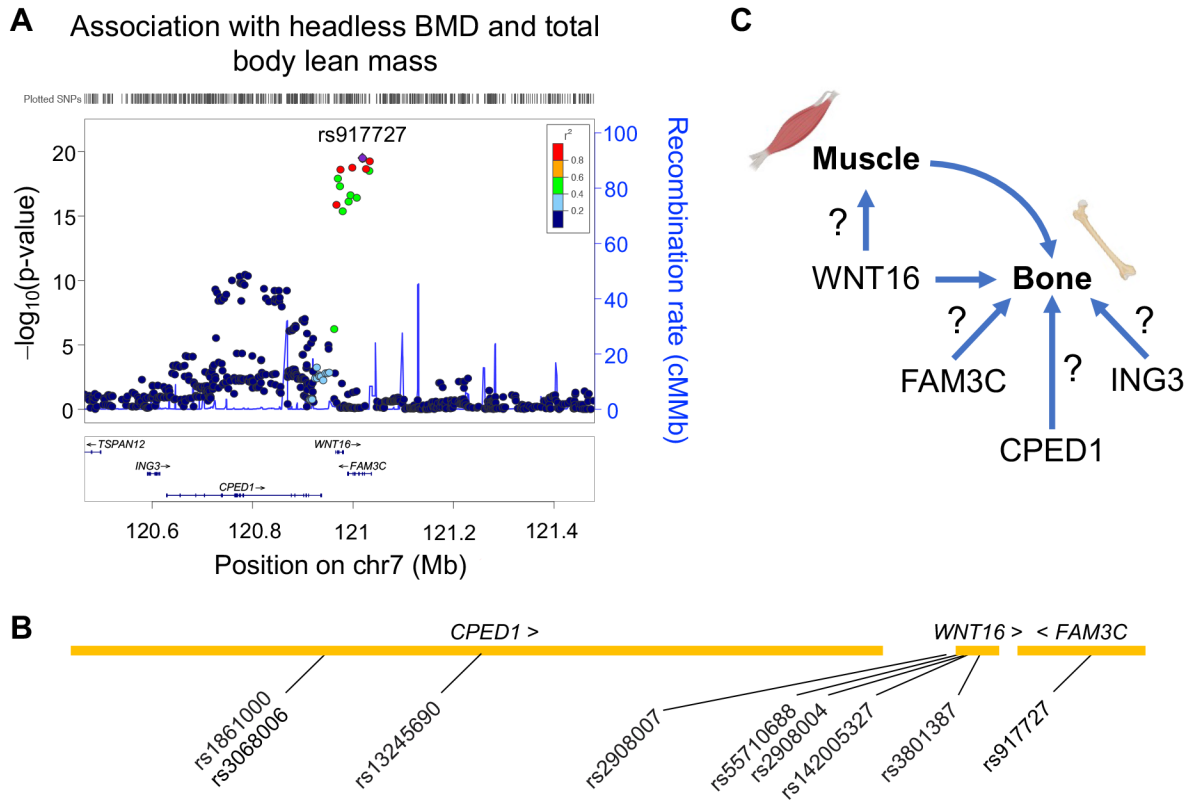 A
Association with headless BMD and total
body lean mass
Plotted SNPs
rs917727
r²
0.8
0.6
0.4
0.2
20
15
10
5
0
−log10(p-value)
100
80
60
40
20
0
Recombination rate (cMMb)
← TSPAN12
WNT16 →
ING3 →
← FAM3C
CPED1 →
120.6
120.8
121
121.2
121.4
Position on chr7 (Mb)
C
Muscle
?
WNT16
Bone
?
?
FAM3C
?
ING3
CPED1
B
CPED1 >
WNT16 >
< FAM3C
rs1861000
rs3068006
rs13245690
rs2908007
rs55710688
rs2908004
rs142005327
rs3801387
rs917727